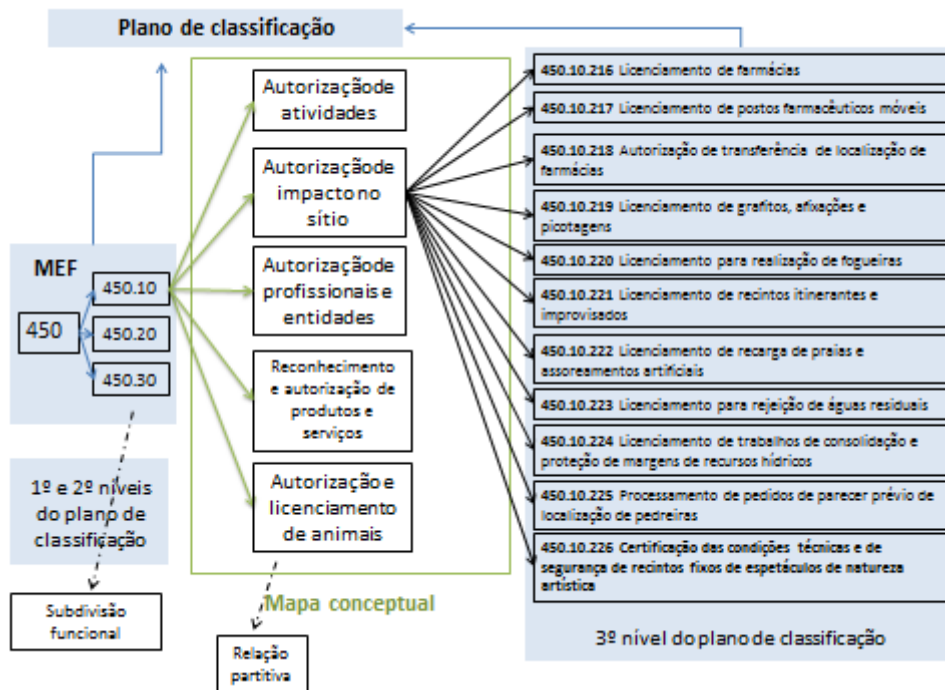 Plano de classificação
MEF
450
450.10
450.20
450.30
1º e 2º níveis
do plano de
classificação
Subdivisão
funcional
Autorizaçãode
atividades
Autorizaçãode
impacto no
sítio
Autorizaçãode
profissionais e
entidades
Reconhecimento
e autorização de
produtos e
serviços
Autorização e
licenciamento
de animais
Mapa conceptual
Relação
partitiva
450.10.216 Licenciamento de farmácias
450.10.217 Licenciamento de postos farmacêuticos móveis
450.10.218 Autorização de transferência de localização de
farmácias
450.10.219 Licenciamento de grafitos, afixações e
picotagens
450.10.220 Licenciamento para realização de fogueiras
450.10.221 Licenciamento de recintos itinerantes e
improvisados
450.10.222 Licenciamento de recarga de praias e
assoreamentos artificiais
450.10.223 Licenciamento para rejeição de águas residuais
450.10.224 Licenciamento de trabalhos de consolidação e
proteção de margens de recursos hídricos
450.10.225 Processamento de pedidos de parecer prévio de
localização de pedreiras
450.10.226 Certificação das condições técnicas e de
segurança de recintos fixos de espetáculos de natureza
artística
3º nível do plano de classificação